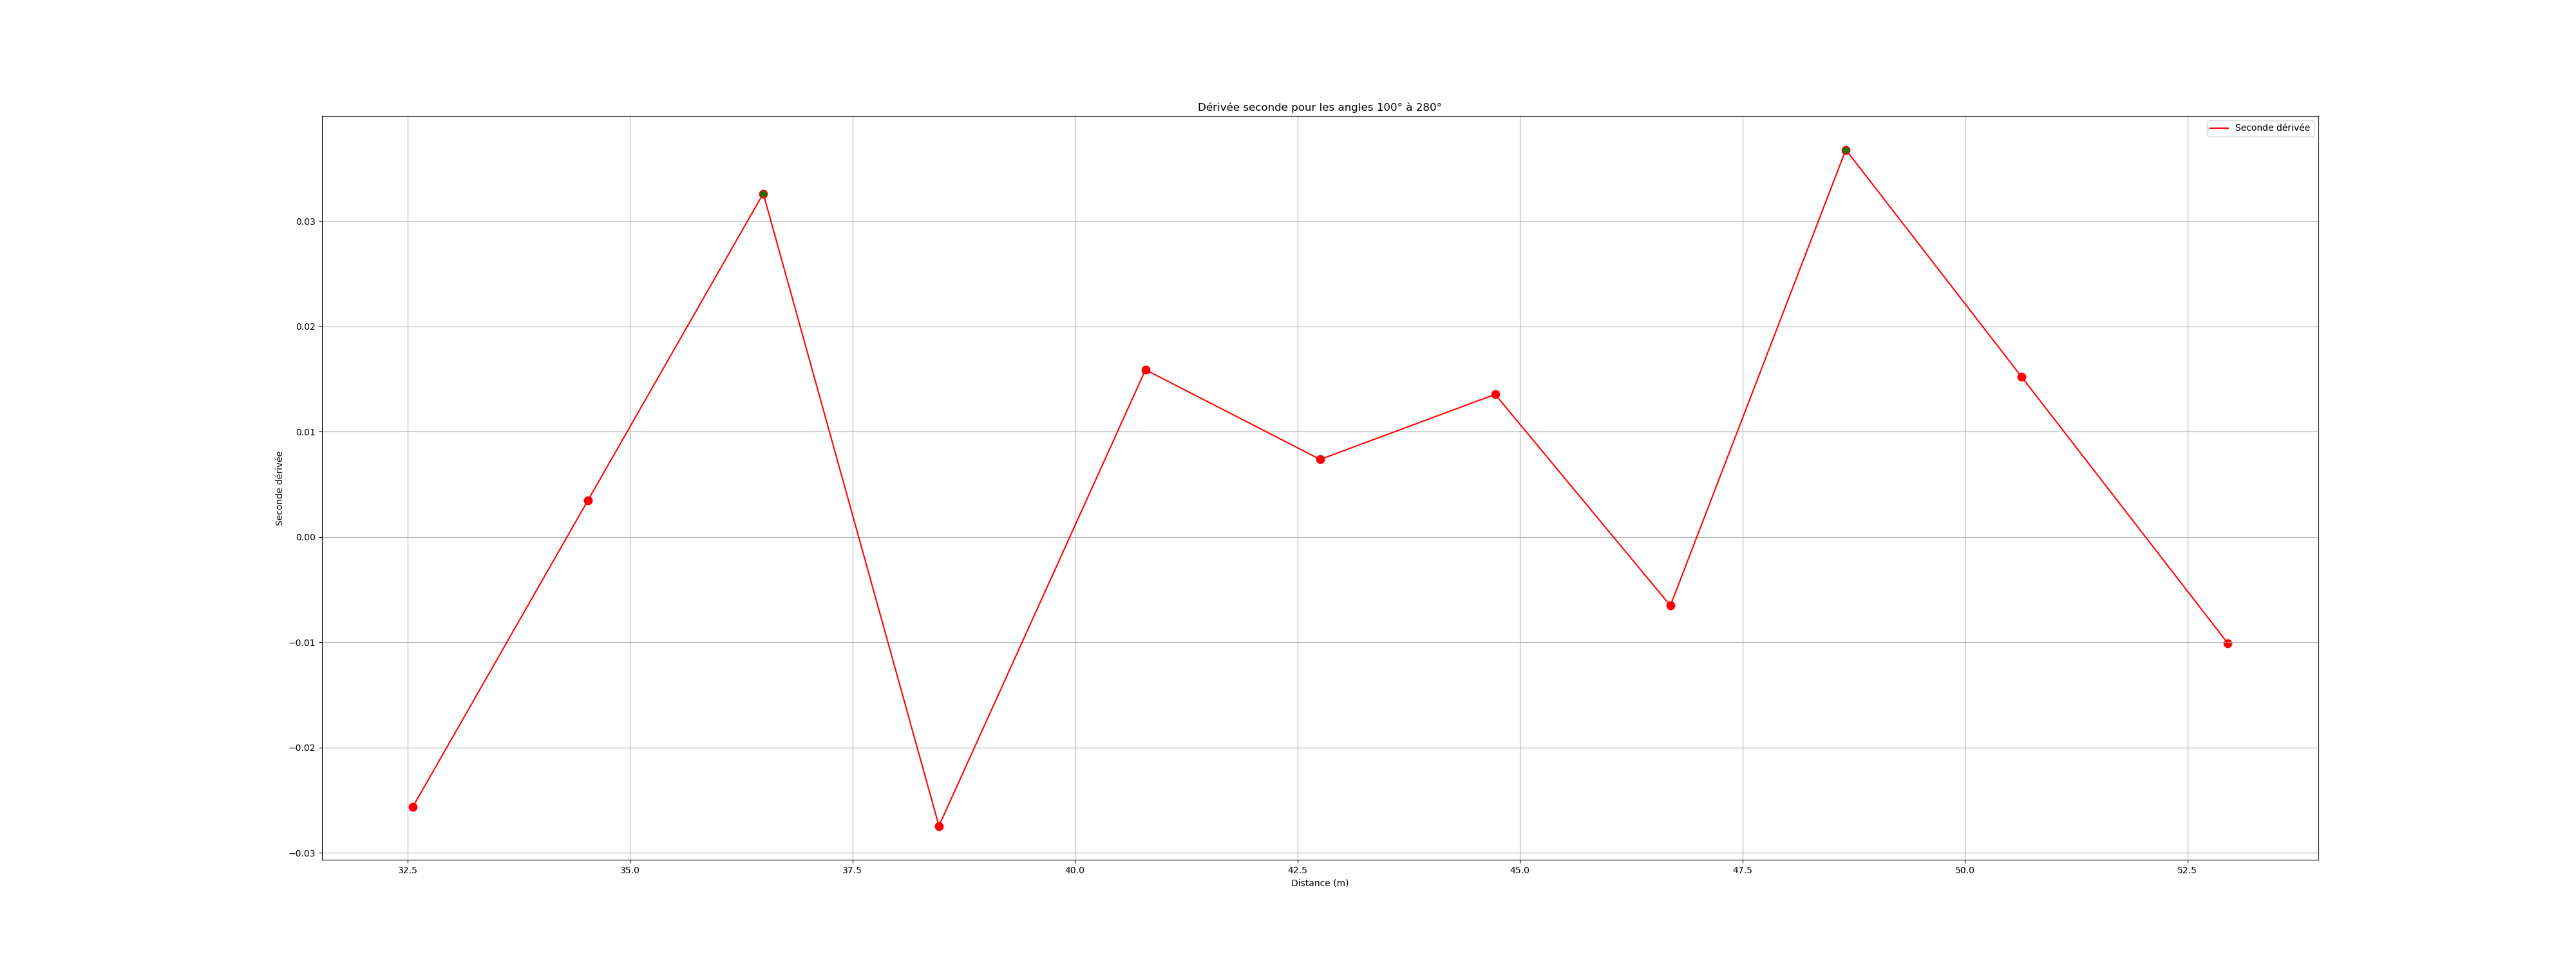 Dérivée seconde pour les angles 100° à 280°
Seconde dérivée
0.03
0.02
0.01
0.00
−0.01
−0.02
−0.03
Seconde dérivée
32.5 35.0 37.5 40.0 42.5 45.0 47.5 50.0 52.5
Distance (m)